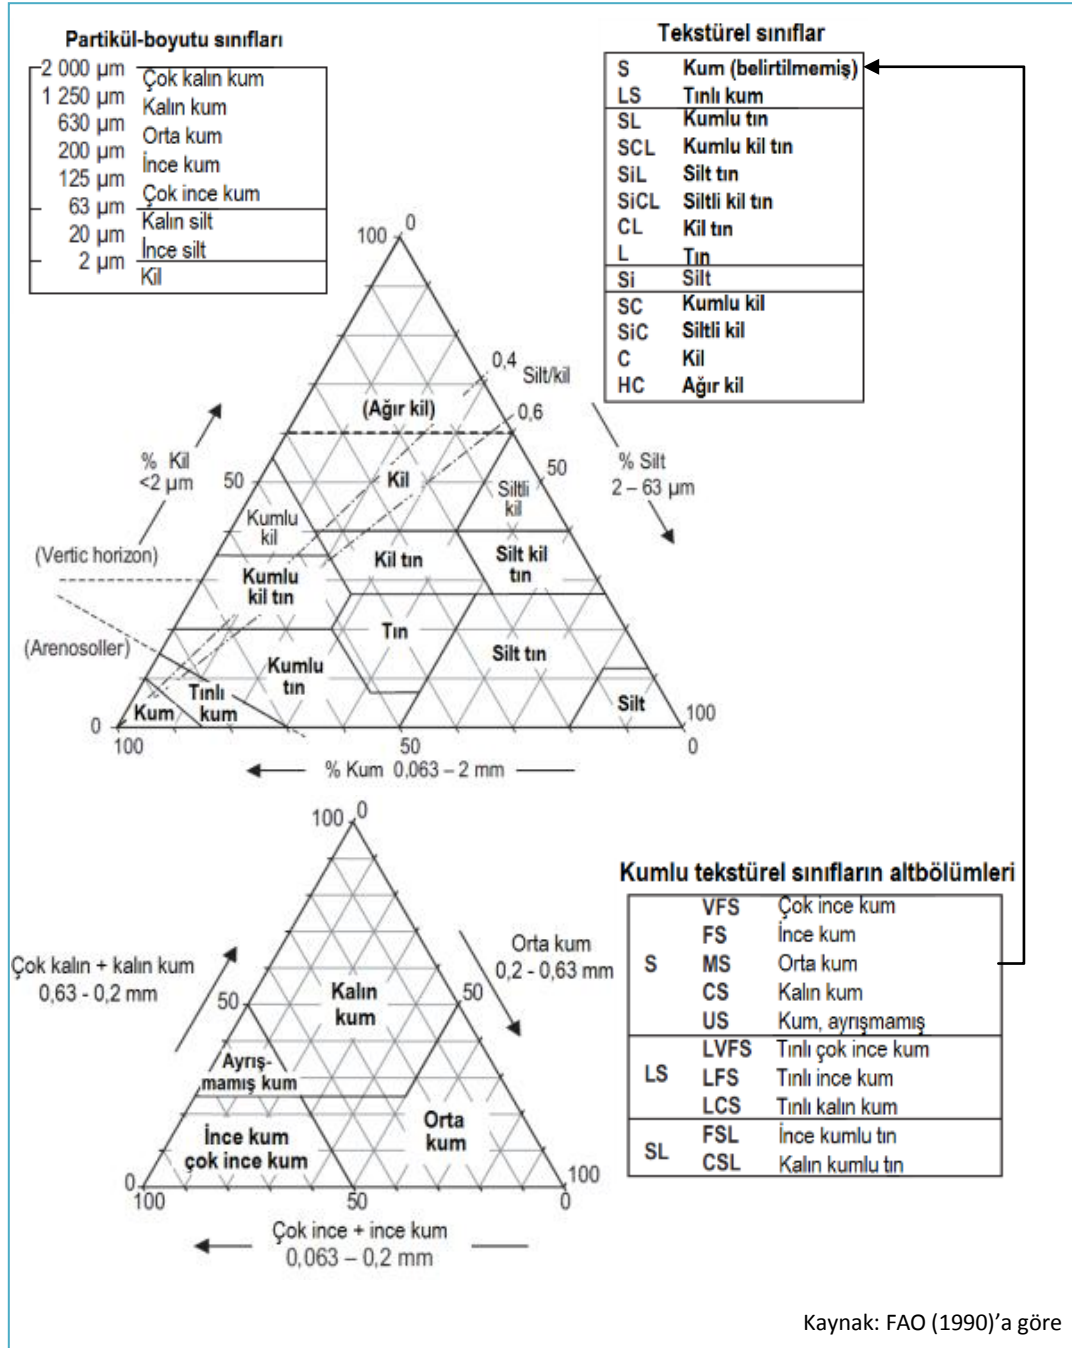 Partikül-boyutu sınıfları
2 000 µm Çok kalın kum
1 250 µm Kalın kum
630 µm Orta kum
200 µm İnce kum
125 µm Çok ince kum
63 µm Kalın silt
20 µm İnce silt
2 µm Kil
Tekstürel sınıflar
S Kum (belirtilmemiş)
LS Tınlı kum
SL Kumlu tın
SCL Kumlu kil tın
SiL Silt tın
SiCL Siltli kil tın
CL Kil tın
L Tın
Si Silt
SC Kumlu kil
SiC Siltli kil
C Kil
HC Ağır kil
100 0
0,4 Silt/kil
0,6
(Ağır kil)
% Kil
<2 µm
50
Kil
Siltli
kil
50
% Silt
2 – 63 µm
Kumlu
kil
(Vertic horizon)
Kumlu
kil tın
Kil tın
Silt kil
tın
(Arenosoller)
Tın
Silt tın
Kumlu
tın
Tınlı
kum
Kum
Silt
0
100
50
100
0
% Kum 0,063 – 2 mm
100 0
Çok kalın + kalın kum
0,63 - 0,2 mm
Orta kum
0,2 - 0,63 mm
50
Kalın
kum
50
Ayrış-
mamış kum
İnce kum
çok ince kum
Orta
kum
0
100
50
100
0
Çok ince + ince kum
0,063 – 0,2 mm
Kumlu tekstürel sınıfların altbölümleri
S
VFS Çok ince kum
FS İnce kum
MS Orta kum
CS Kalın kum
US Kum, ayrışmamış
LS
LVFS Tınlı çok ince kum
LFS Tınlı ince kum
LCS Tınlı kalın kum
SL
FSL İnce kumlu tın
CSL Kalın kumlu tın
Kaynak: FAO (1990)’a göre